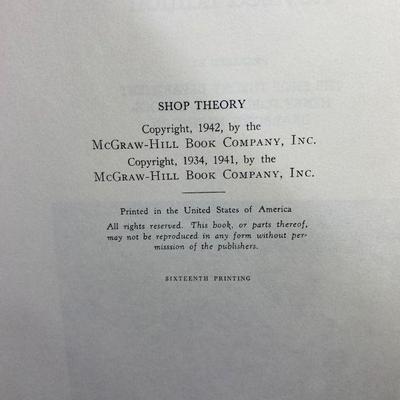 SHOP THEORY
Copyright, 1942, by the
McGraw-Hill Book Company, Inc.
Copyright, 1934, 1941, by the
McGraw-Hill Book Company, Inc.
Printed in the United States of America
All rights reserved. This book, or parts thereof,
may not be reproduced in any form without per-
misssion of the publishers.
SIXTEENTH PRINTING